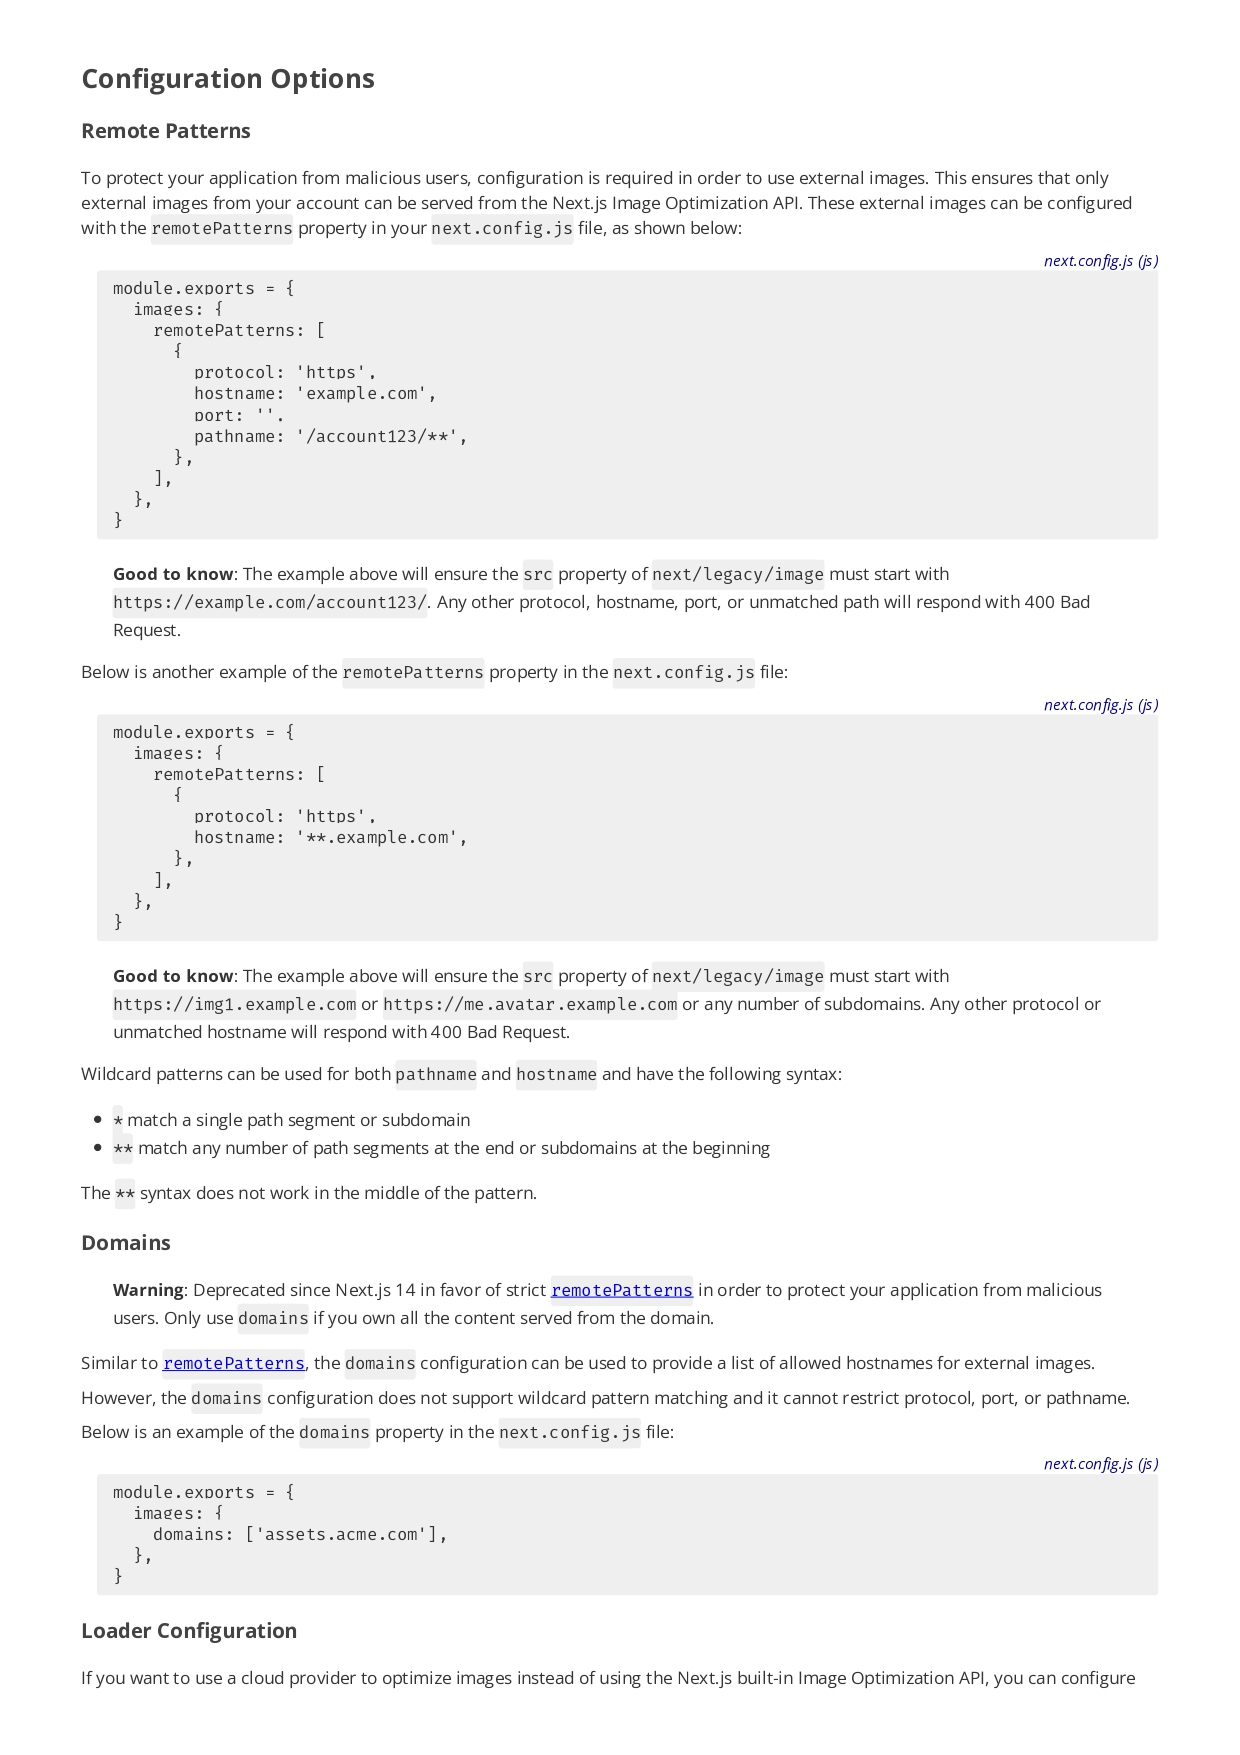 Configuration Options
Remote Patterns
To protect your application from malicious users, configuration is required in order to use external images. This ensures that only
external images from your account can be served from the Next.js Image Optimization API. These external images can be configured
with the remotePatterns property in your next.config.js file, as shown below:
next.config.js (js)
module.exports = {
  images: {
    remotePatterns: [
      {
        protocol: 'https',
        hostname: 'example.com',
        port: '',
        pathname: '/account123/**',
      },
    ],
  },
}
Good to know: The example above will ensure the src property of next/legacy/image must start with
https://example.com/account123/. Any other protocol, hostname, port, or unmatched path will respond with 400 Bad
Request.
Below is another example of the remotePatterns property in the next.config.js file:
next.config.js (js)
module.exports = {
  images: {
    remotePatterns: [
      {
        protocol: 'https',
        hostname: '**.example.com',
      },
    ],
  },
}
Good to know: The example above will ensure the src property of next/legacy/image must start with
https://img1.example.com or https://me.avatar.example.com or any number of subdomains. Any other protocol or
unmatched hostname will respond with 400 Bad Request.
Wildcard patterns can be used for both pathname and hostname and have the following syntax:
• * match a single path segment or subdomain
• ** match any number of path segments at the end or subdomains at the beginning
The ** syntax does not work in the middle of the pattern.
Domains
Warning: Deprecated since Next.js 14 in favor of strict remotePatterns in order to protect your application from malicious
users. Only use domains if you own all the content served from the domain.
Similar to remotePatterns, the domains configuration can be used to provide a list of allowed hostnames for external images.
However, the domains configuration does not support wildcard pattern matching and it cannot restrict protocol, port, or pathname.
Below is an example of the domains property in the next.config.js file:
next.config.js (js)
module.exports = {
  images: {
    domains: ['assets.acme.com'],
  },
}
Loader Configuration
If you want to use a cloud provider to optimize images instead of using the Next.js built-in Image Optimization API, you can configure